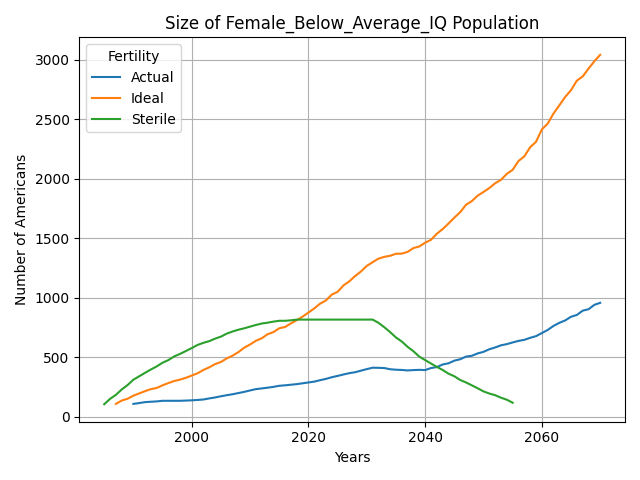 Size of Female_Below_Average_IQ Population
Fertility
Actual
Ideal
Sterile
Number of Americans
3000
2500
2000
1500
1000
500
0
2000
2020
2040
2060
Years